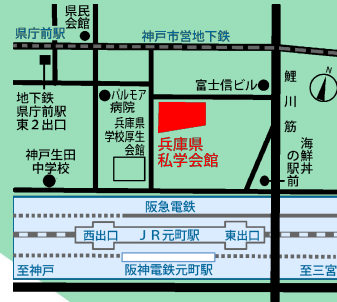 県民
会館
県庁前駅
神戸市営地下鉄
N
富士信ビル
鯉川筋
地下鉄
県庁前駅
東2出口
パルモア
病院
兵庫県
学校厚生
会館
兵庫県
私学会館
海鮮丼
の駅前
神戸生田
中学校
阪急電鉄
西出口
JR元町駅
東出口
至神戸
阪神電鉄元町駅
至三宮